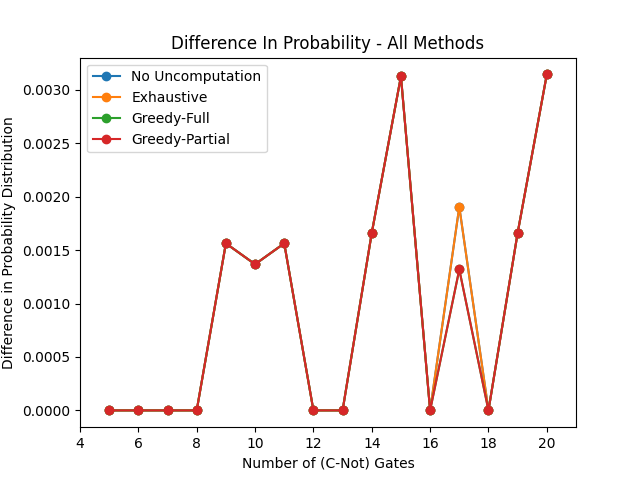 Difference In Probability - All Methods
No Uncomputation
Exhaustive
Greedy-Full
Greedy-Partial
Difference in Probability Distribution
0.0030
0.0025
0.0020
0.0015
0.0010
0.0005
0.0000
4 6 8 10 12 14 16 18 20
Number of (C-Not) Gates